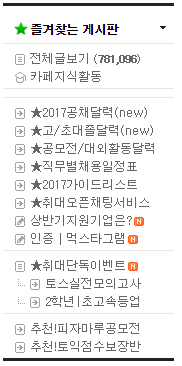 ★ 즐겨찾는 게시판
전체글보기 (781,096)
카페지식활동
★2017공채달력(new)
★고/초대졸달력(new)
★공모전/대외활동달력
★직무별채용일정표
★2017가이드리스트
★취대오픈채팅서비스
상반기지원기업은? N
인증 | 먹스타그램 N
★취대단독이벤트 N
토스실전모의고사
2학년|초고속등업
추천!피자마루공모전
추천!토익점수보장반